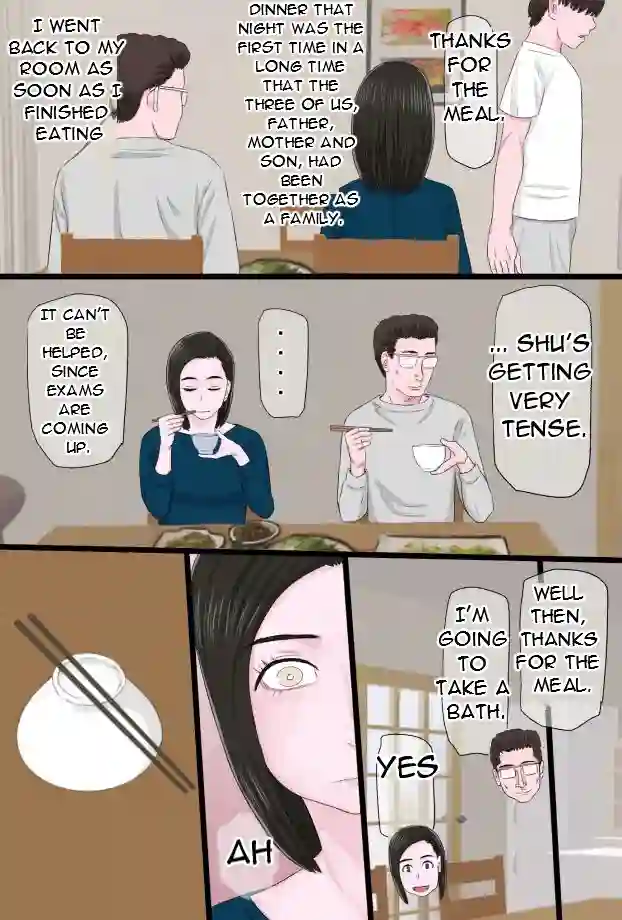 THANKS
FOR
THE
MEAL.
DINNER THAT
NIGHT WAS THE
FIRST TIME IN A
LONG TIME
THAT THE
THREE OF US,
FATHER,
MOTHER AND
SON, HAD
BEEN
TOGETHER AS
A FAMILY.
I WENT
BACK TO MY
ROOM AS
SOON AS I
FINISHED
EATING
... SHU'S
GETTING
VERY
TENSE.
.
.
.
.
IT CAN'T
BE
HELPED,
SINCE
EXAMS
ARE
COMING
UP.
WELL
THEN,
THANKS
FOR THE
MEAL.
I'M
GOING
TO
TAKE A
BATH.
YES
AH